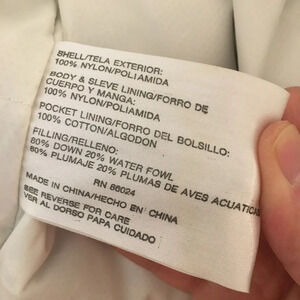 SHELL/TELA EXTERIOR:
100% NYLON/POLIAMIDA
BODY & SLEVE LINING/FORRO DE
CUERPO Y MANGA:
100% NYLON/POLIAMIDA
POCKET LINING/FORRO DEL BOLSILLO:
100% COTTON/ALGODON
FILLING/RELLENO:
80% DOWN 20% WATER FOWL
80% PLUMAJE 20% PLUMAS DE AVES ACUATICAS
RN 66024
MADE IN CHINA/HECHO EN CHINA
SEE REVERSE FOR CARE
VER AL DORSO PAPA CUIDADO